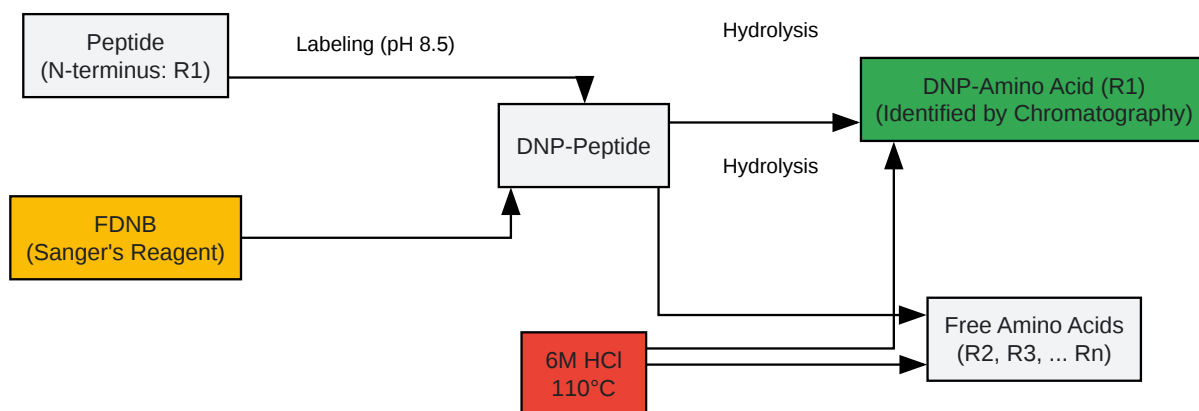 Peptide
(N-terminus: R1)
Labeling (pH 8.5)
Hydrolysis
DNP-Amino Acid (R1)
(Identified by Chromatography)
DNP-Peptide
Hydrolysis
FDNB
(Sanger's Reagent)
6M HCl
110°C
Free Amino Acids
(R2, R3, ... Rn)